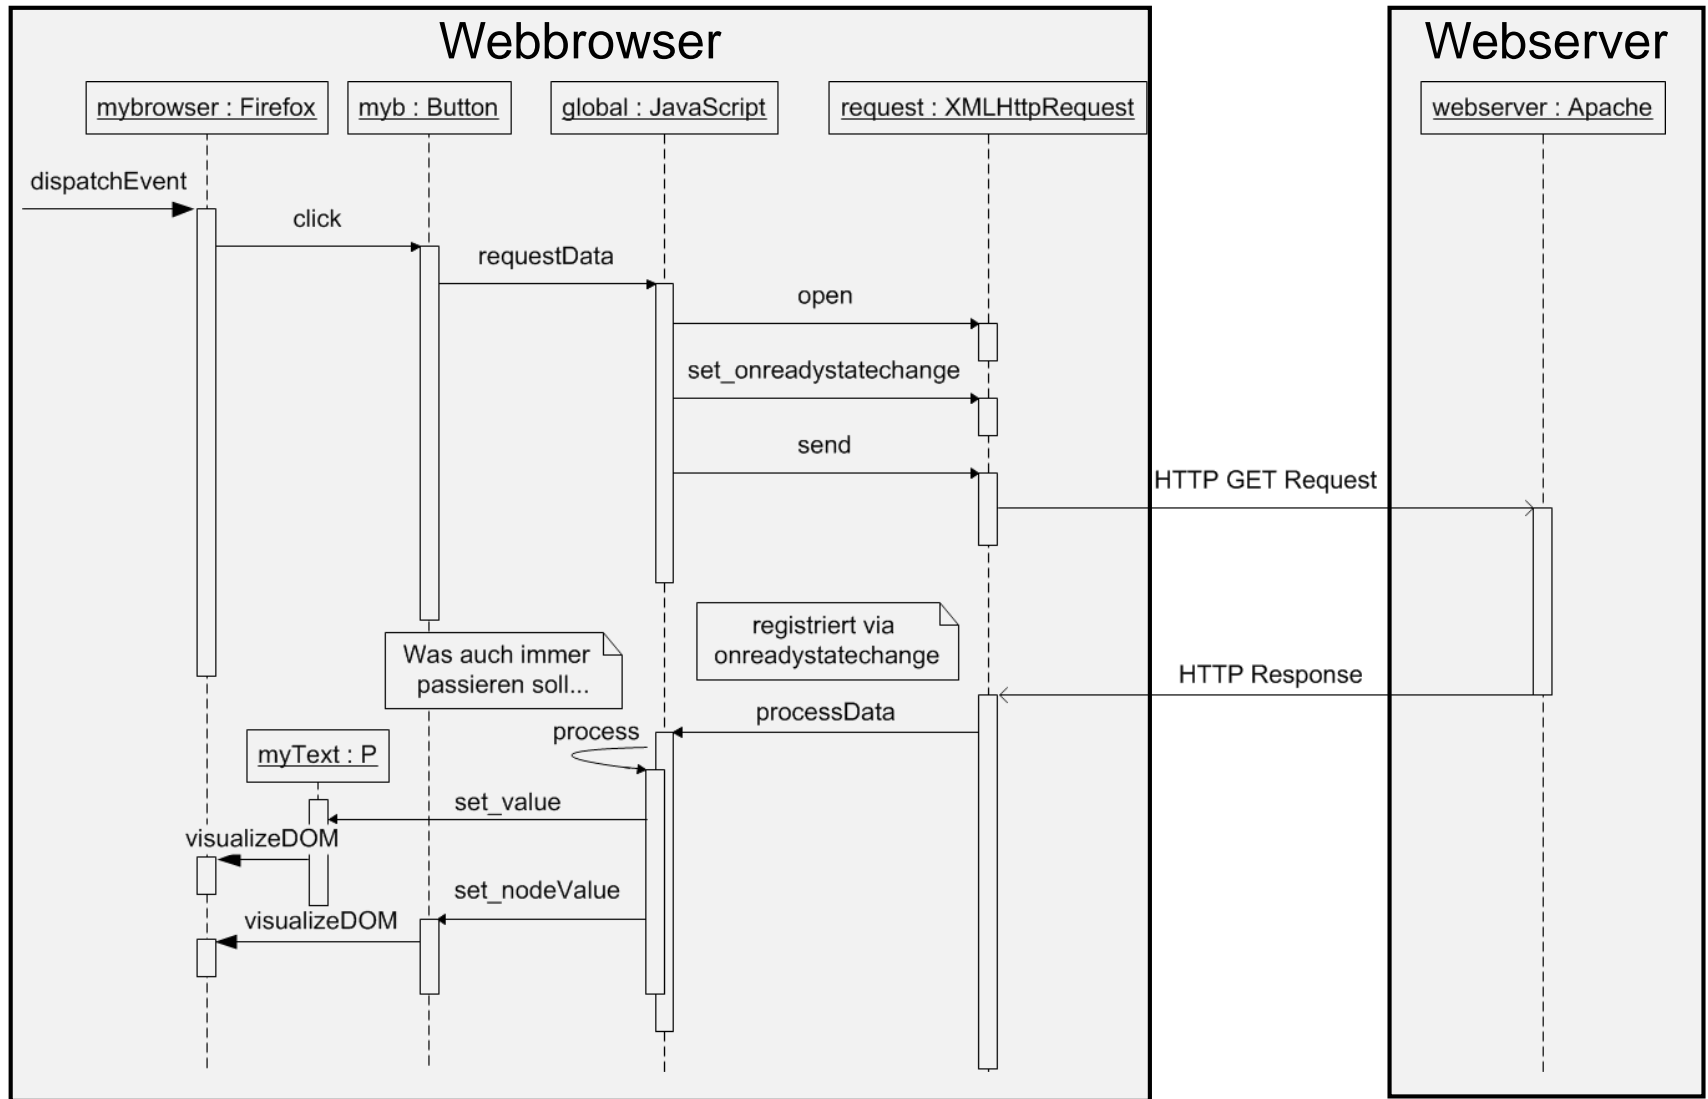 Webbrowser
Webserver
mybrowser : Firefox
myb : Button
global : JavaScript
request : XMLHttpRequest
webserver : Apache
dispatchEvent
click
requestData
open
set_onreadystatechange
send
HTTP GET Request
registriert via
onreadystatechange
Was auch immer
passieren soll...
HTTP Response
processData
process
myText : P
set_value
visualizeDOM
set_nodeValue
visualizeDOM